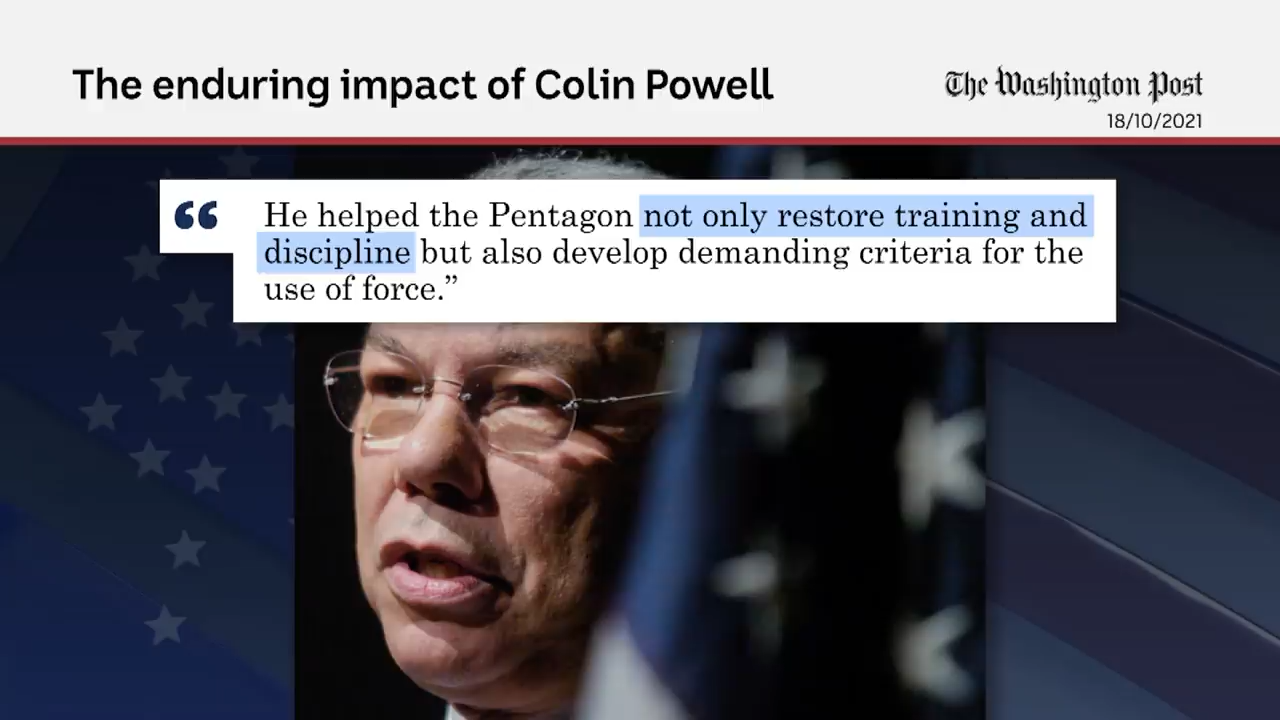 The enduring impact of Colin Powell
The Washington Post
18/10/2021
“ He helped the Pentagon not only restore training and
discipline but also develop demanding criteria for the
use of force.”